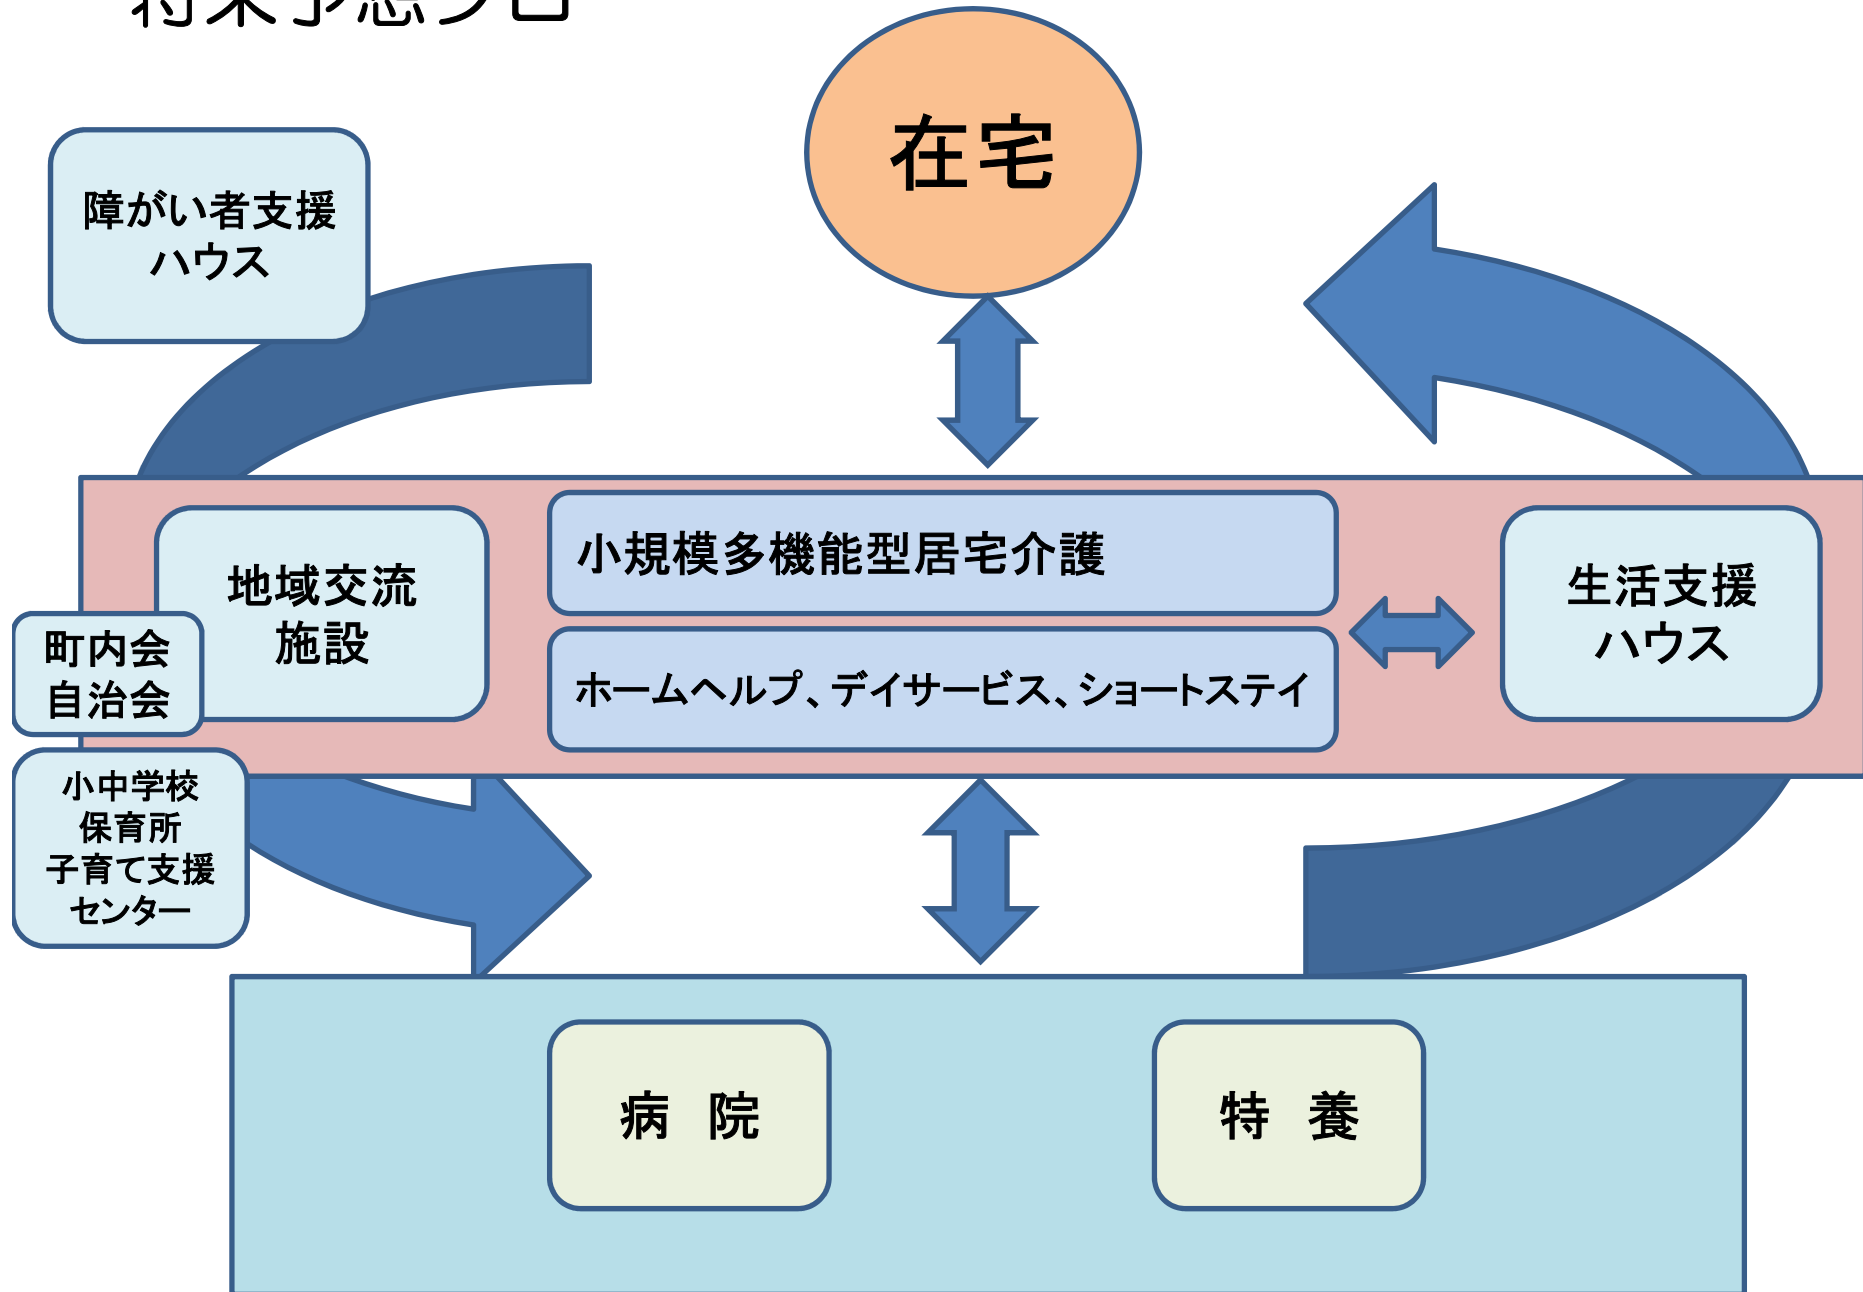 在宅
障がい者支援
ハウス
小規模多機能型居宅介護
地域交流
施設
生活支援
ハウス
町内会
自治会
ホームヘルプ、デイサービス、ショートステイ
小中学校
保育所
子育て支援
センター
病　院
特　養